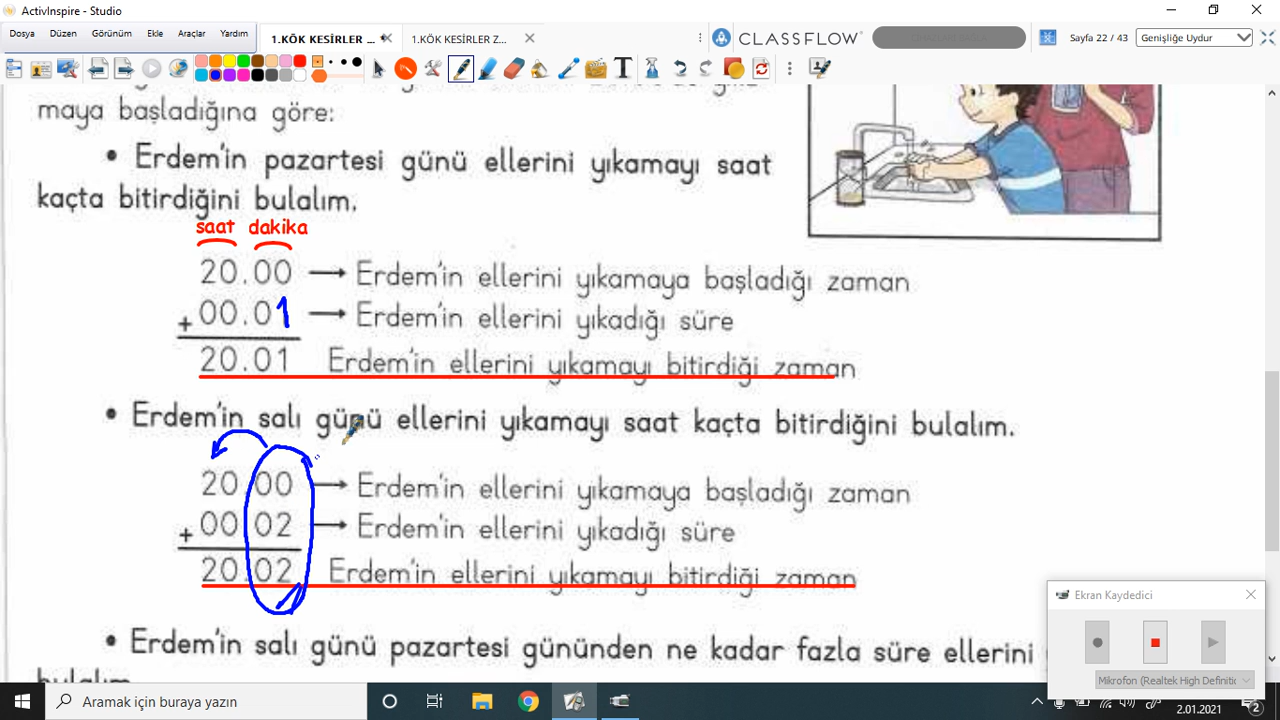 ActivInspire - Studio
Dosya Düzen Görünüm Ekle Araçlar Yardım
1.KÖK KESİRLER ... 1.KÖK KESİRLER Z...
CLASSFLOW
Sayfa 22 / 43 Genişliğe Uydur
maya başladığına göre:
• Erdem'in pazartesi günü ellerini yıkamayı saat
kaçta bitirdiğini bulalım.
saat dakika
20.00 → Erdem'in ellerini yıkamaya başladığı zaman
+ 00.01 → Erdem'in ellerini yıkadığı süre
20.01 Erdem'in ellerini yıkamayı bitirdiği zaman
• Erdem'in salı günü ellerini yıkamayı saat kaçta bitirdiğini bulalım.
20 00 → Erdem'in ellerini yıkamaya başladığı zaman
+ 00 02 → Erdem'in ellerini yıkadığı süre
20.02 Erdem'in ellerini yıkamayı bitirdiği zaman
• Erdem'in salı günü pazartesi gününden ne kadar fazla süre ellerini
bulalım
Ekran Kaydedici
Mikrofon (Realtek High Definitic
Aramak için buraya yazın
2.01.2021
2